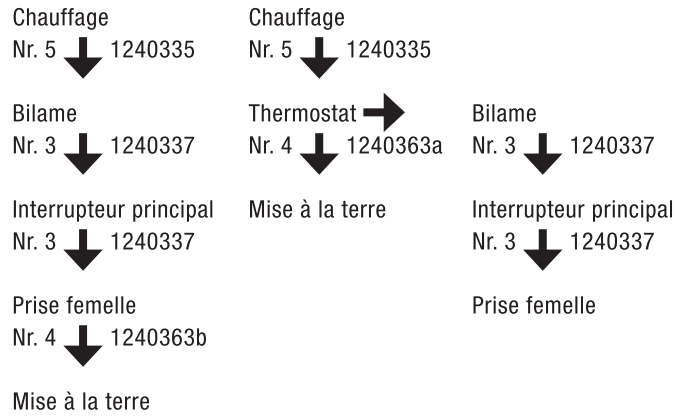 Chauffage
Nr. 5 1240335
Bilame
Nr. 3 1240337
Interrupteur principal
Nr. 3 1240337
Prise femelle
Nr. 4 1240363b
Mise à la terre
Chauffage
Nr. 5 1240335
Thermostat
Nr. 4 1240363a
Mise à la terre
Bilame
Nr. 3 1240337
Interrupteur principal
Nr. 3 1240337
Prise femelle